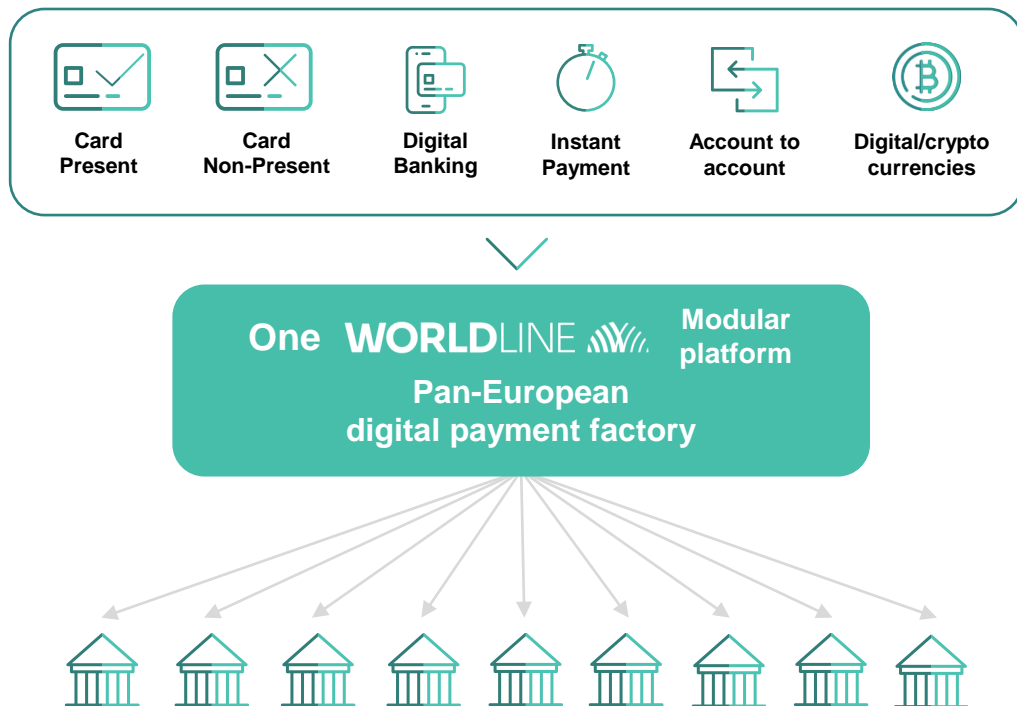 Card
Present
Card
Non-Present
Digital
Banking
Instant
Payment
Account to
account
Digital/crypto
currencies
One WORLDLINE Modular
platform
Pan-European
digital payment factory